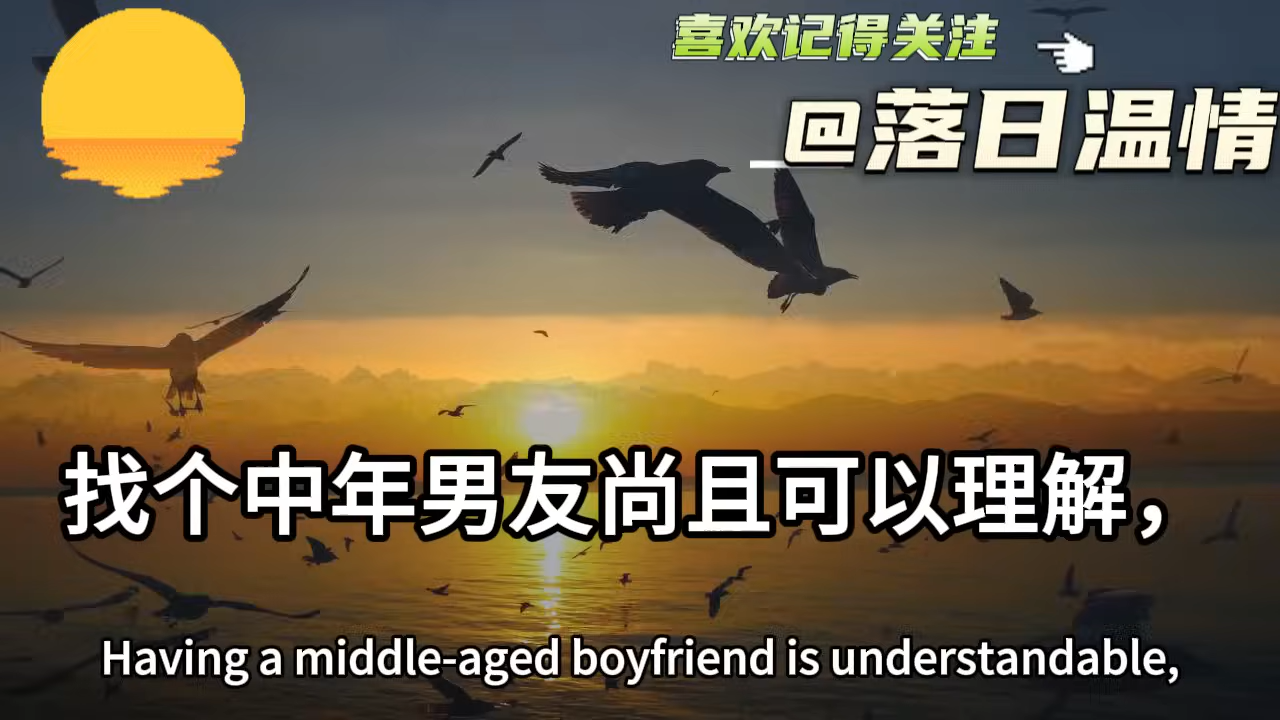 喜欢记得关注
@落日温情
找个中年男友尚且可以理解，
Having a middle-aged boyfriend is understandable,